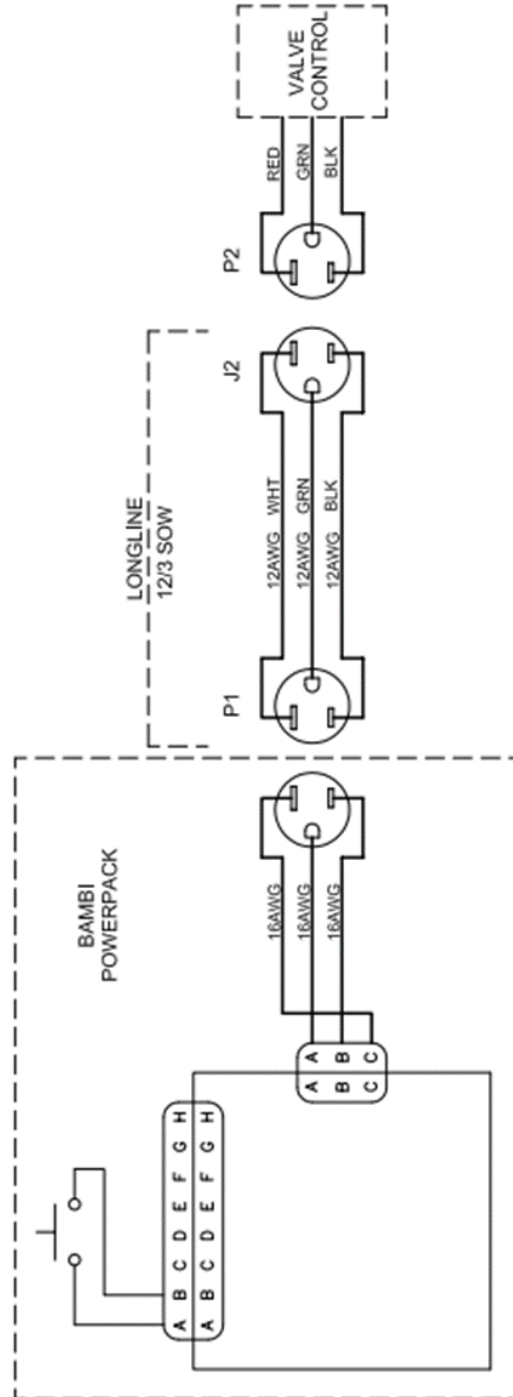 VALVE
CONTROL
RED
GRN
BLK
P2
J2
LONGLINE
12/3 SOW
12AWG WHT
12AWG GRN
12AWG BLK
P1
BAMBI
POWERPACK
16AWG
16AWG
16AWG
A A
B B
C C
A B C D E F G H
A B C D E F G H